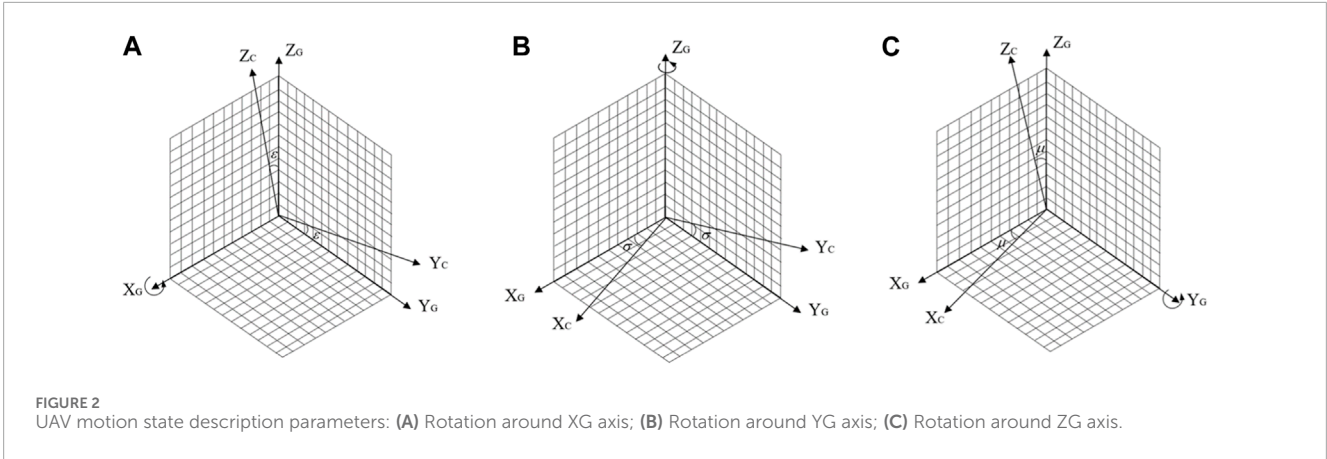 A
B
C
ZC
ZG
ZG
ZC
ZG
ε
μ
ε
σ
σ
μ
YC
YC
XG
YG
XG
XC
YG
XG
XC
YG
FIGURE 2
UAV motion state description parameters: (A) Rotation around XG axis; (B) Rotation around YG axis; (C) Rotation around ZG axis.